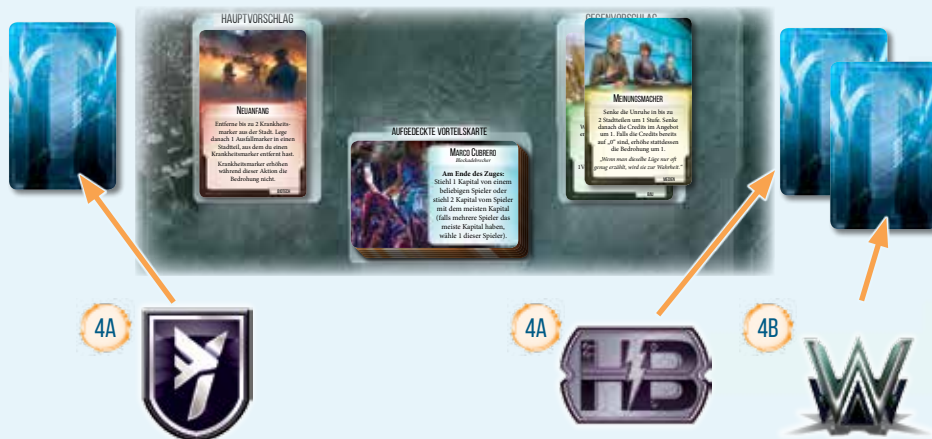 HAUPTVORSCHLAG
GEGENVORSCHLAG
NEUANFANG
Entferne bis zu 2 Krankheits-
marker aus der Stadt. Lege
danach 1 Ausfallmarker in einen
Stadtteil, aus dem du einen
Krankheitsmarker entfernt hast.
Krankheitsmarker erhöhen
während dieser Aktion die
Bedrohung nicht.
BIOTECH
MEINUNGSMACHER
Senke die Unruhe in bis zu
2 Stadtteilen um 1 Stufe. Senke
danach die Credits im Angebot
um 1. Falls die Credits bereits
auf „0“ sind, erhöhe stattdessen
die Bedrohung um 1.
„Wenn man dieselbe Lüge nur oft
genug erzählt, wird sie zur Wahrheit.“
MEDIEN
AUFGEDECKTE VORTEILSKARTE
MARCO CUBRERO
Blockadebrecher
Am Ende des Zuges:
Stiehl 1 Kapital von einem
beliebigen Spieler oder
stiehl 2 Kapital vom Spieler
mit dem meisten Kapital
(falls mehrere Spieler das
meiste Kapital haben,
wähle 1 dieser Spieler).
4A
4A
4B
HB
W